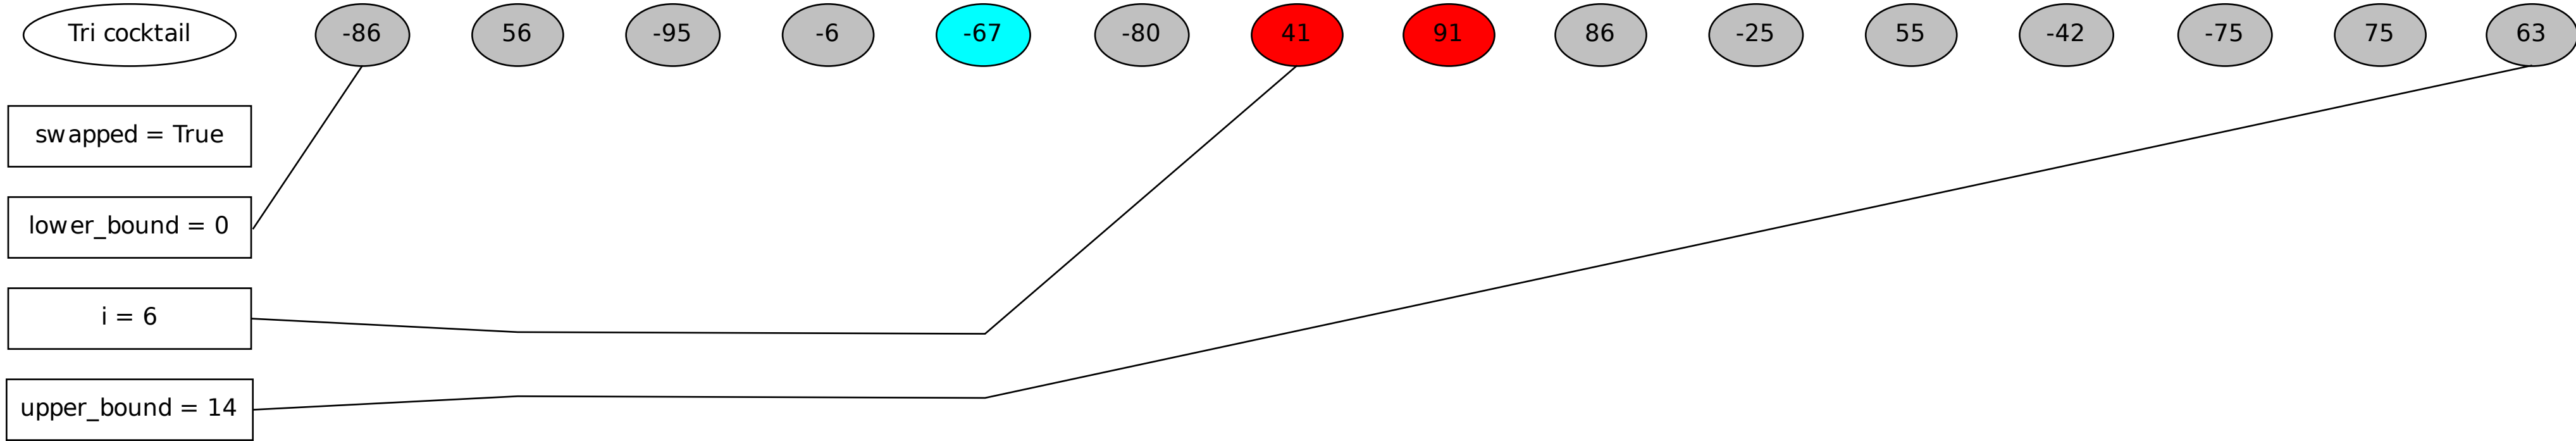 Tri cocktail -86 56 -95 -6 -67 -80 41 91 86 -25 55 -42 -75 75 63
swapped = True
lower_bound = 0
i = 6
upper_bound = 14